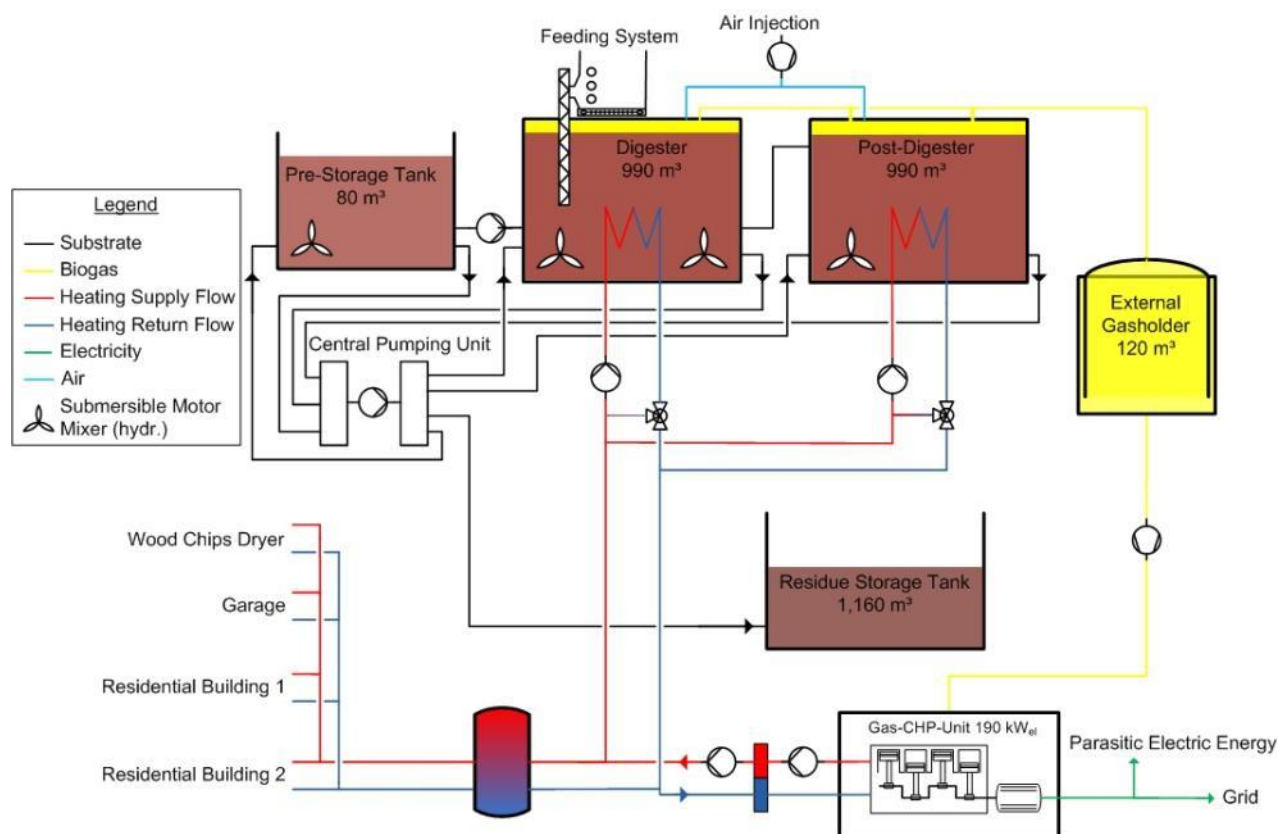 Air Injection
Feeding System
Digester
990 m³
Post-Digester
990 m³
Pre-Storage Tank
80 m³
Legend
Substrate
Biogas
Heating Supply Flow
Heating Return Flow
Electricity
Air
Submersible Motor
Mixer (hydr.)
Central Pumping Unit
External
Gasholder
120 m³
Wood Chips Dryer
Garage
Residential Building 1
Residential Building 2
Residue Storage Tank
1,160 m³
Gas-CHP-Unit 190 kWel
Parasitic Electric Energy
Grid